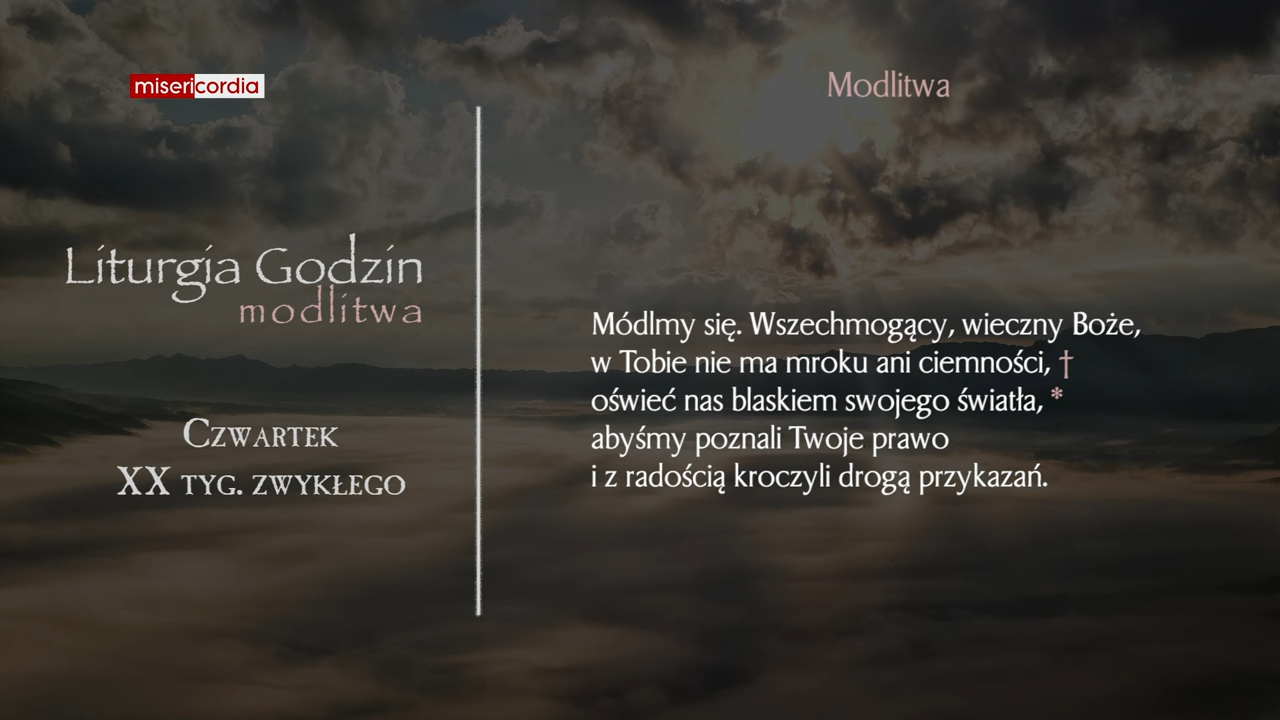 misericordia
Liturgia Godzin
modlitwa
Czwartek
XX tyg. zwykłego
Modlitwa
Módlmy się. Wszechmogący, wieczny Boże,
w Tobie nie ma mroku ani ciemności, †
oświeć nas blaskiem swojego światła, *
abyśmy poznali Twoje prawo
i z radością kroczyli drogą przykazań.